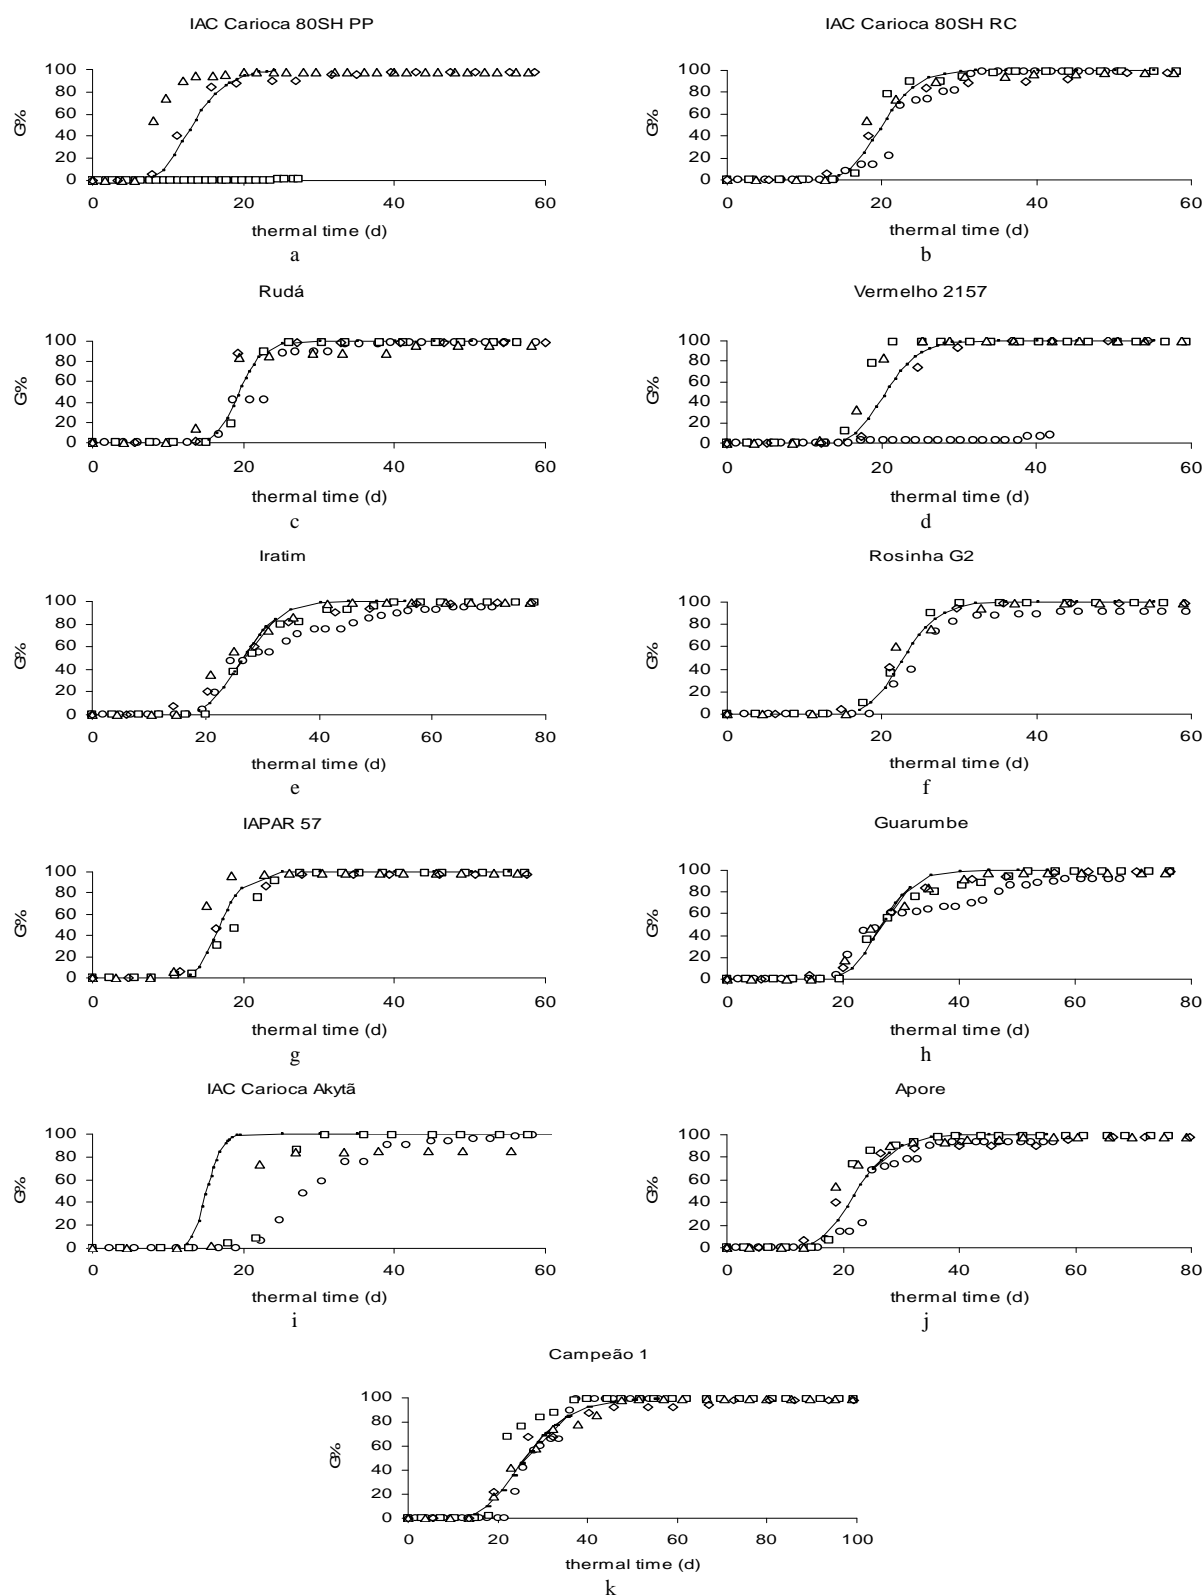 IAC Carioca 80SH PP
G%
100
80
60
40
20
0
0 20 40 60
thermal time (d)
a
IAC Carioca 80SH RC
G%
100
80
60
40
20
0
0 20 40 60
thermal time (d)
b
Rudá
G%
100
80
60
40
20
0
0 20 40 60
thermal time (d)
c
Vermelho 2157
G%
100
80
60
40
20
0
0 20 40 60
thermal time (d)
d
Iratim
G%
100
80
60
40
20
0
0 20 40 60 80
thermal time (d)
e
Rosinha G2
G%
100
80
60
40
20
0
0 20 40 60
thermal time (d)
f
IAPAR 57
G%
100
80
60
40
20
0
0 20 40 60
thermal time (d)
g
Guarumbe
G%
100
80
60
40
20
0
0 20 40 60 80
thermal time (d)
h
IAC Carioca Akytã
G%
100
80
60
40
20
0
0 20 40 60
thermal time (d)
i
Apore
G%
100
80
60
40
20
0
0 20 40 60 80
thermal time (d)
j
Campeão 1
G%
100
80
60
40
20
0
0 20 40 60 80 100
thermal time (d)
k